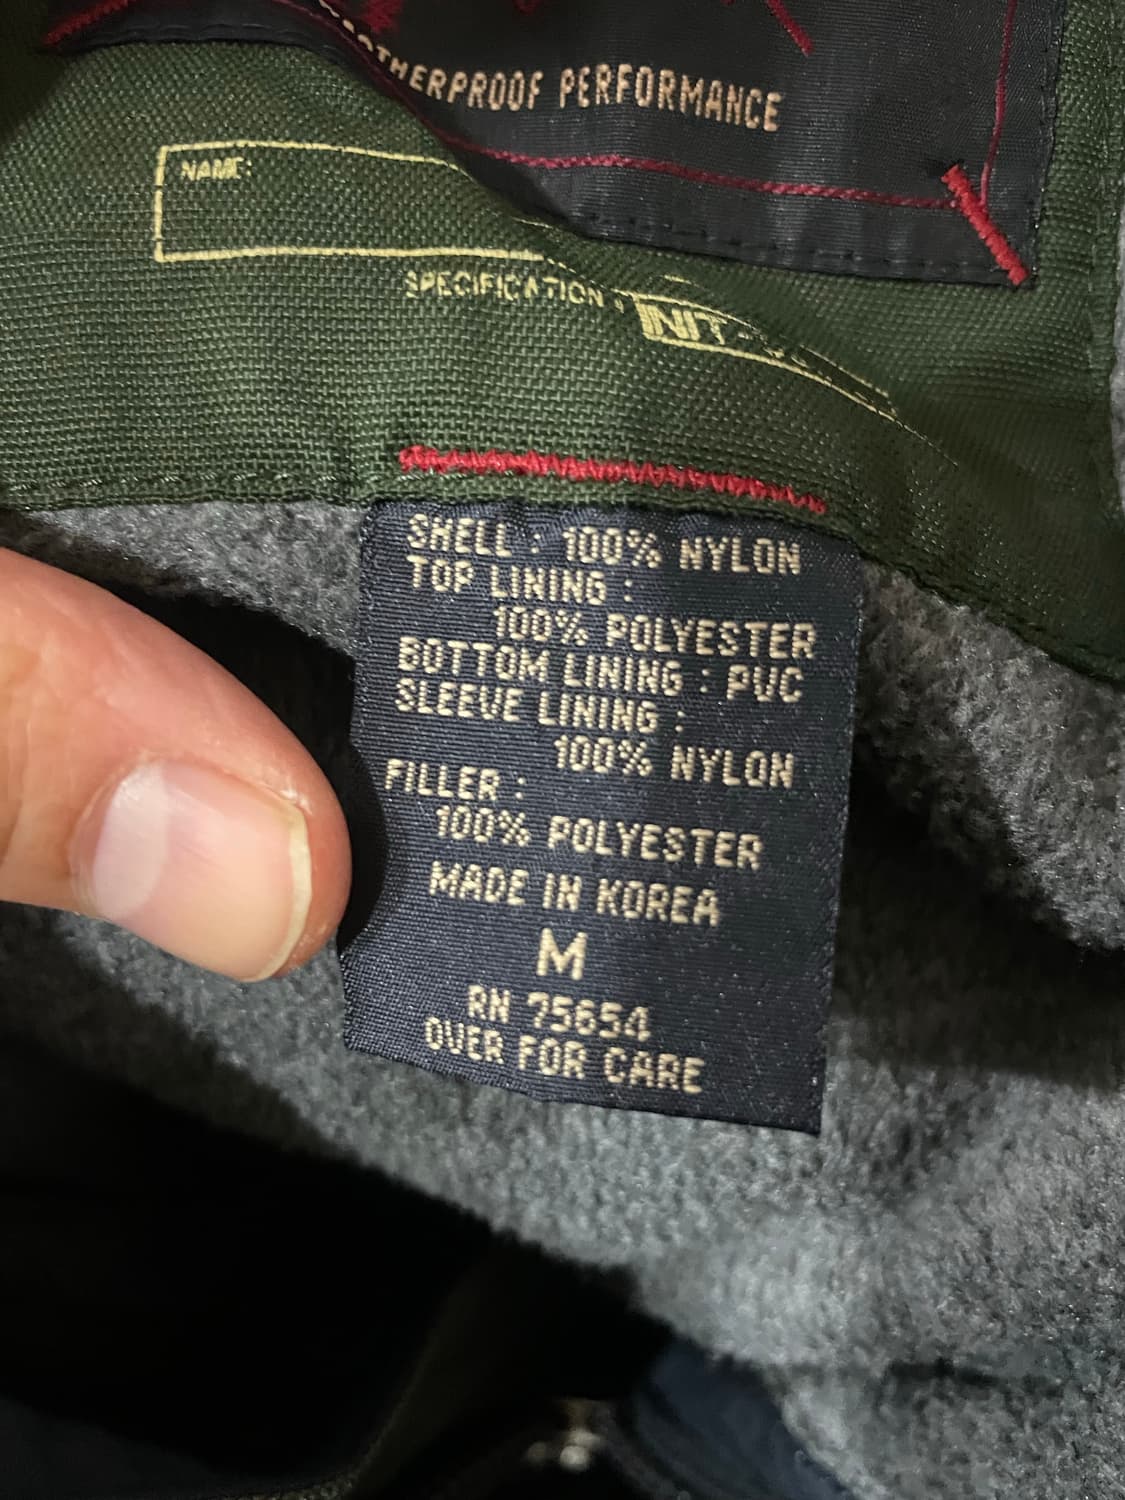 PERFORMANCE
NAME:
SPECIFICATION :
SHELL : 100% NYLON
TOP LINING :
100% POLYESTER
BOTTOM LINING : PUC
SLEEVE LINING :
100% NYLON
FILLER :
100% POLYESTER
MADE IN KOREA
M
RN 75654
OVER FOR CARE